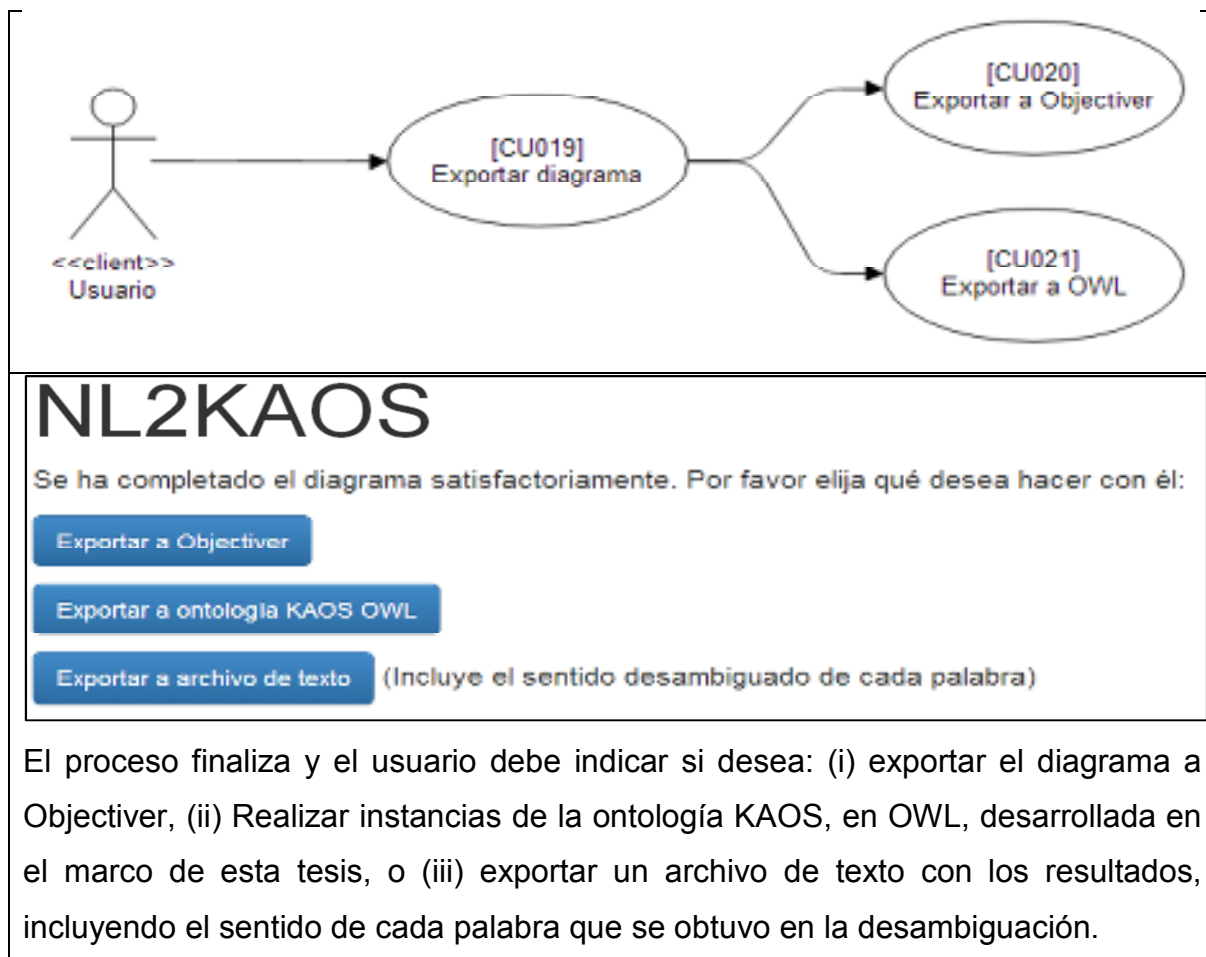 [CU020]
Exportar a Objectiver
[CU019]
Exportar diagrama
[CU021]
Exportar a OWL
<<client>>
Usuario
NL2KAOS
Se ha completado el diagrama satisfactoriamente. Por favor elija qué desea hacer con él:
Exportar a Objectiver
Exportar a ontología KAOS OWL
Exportar a archivo de texto (Incluye el sentido desambiguado de cada palabra)
El proceso finaliza y el usuario debe indicar si desea: (i) exportar el diagrama a
Objectiver, (ii) Realizar instancias de la ontología KAOS, en OWL, desarrollada en
el marco de esta tesis, o (iii) exportar un archivo de texto con los resultados,
incluyendo el sentido de cada palabra que se obtuvo en la desambiguación.